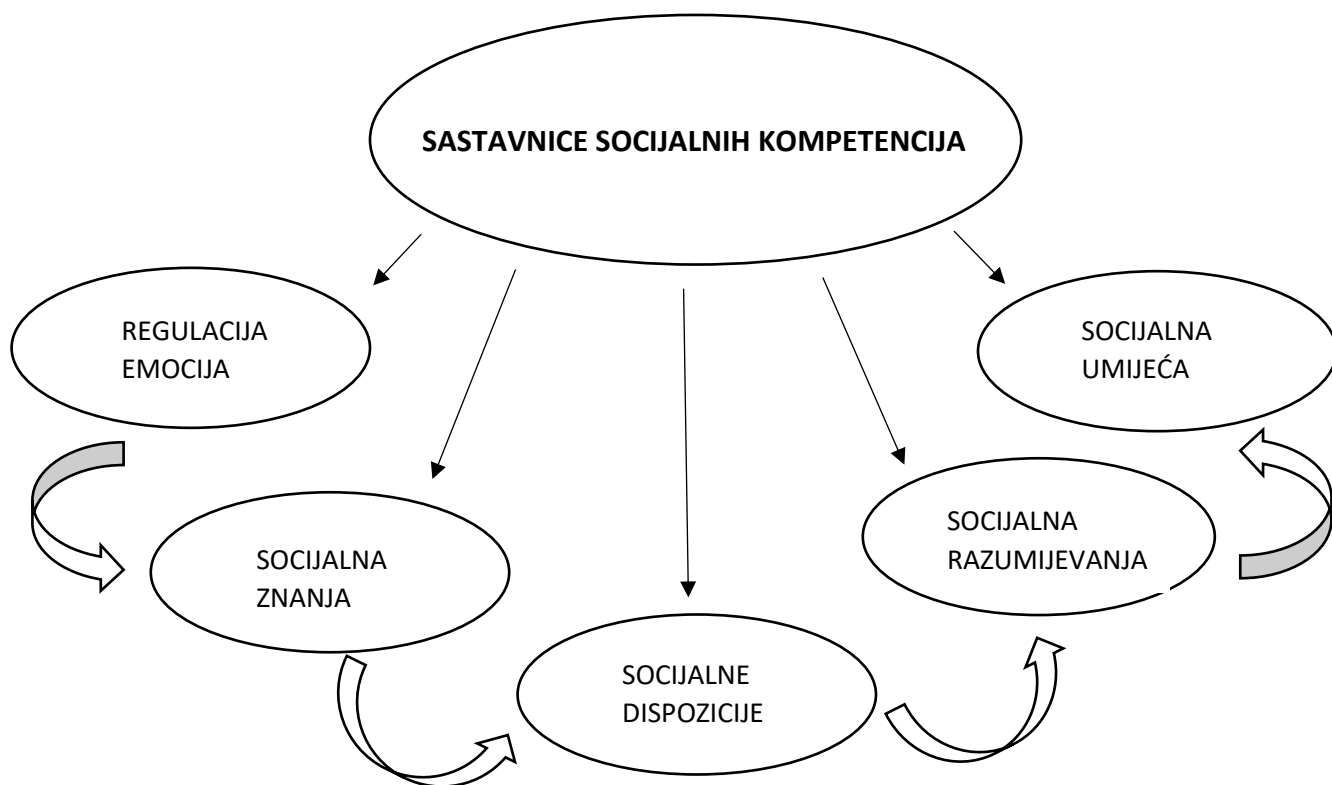 SASTAVNICE SOCIJALNIH KOMPETENCIJA
REGULACIJA
EMOCIJA
SOCIJALNA
ZNANJA
SOCIJALNE
DISPOZICIJE
SOCIJALNA
RAZUMIJEVANJA
SOCIJALNA
UMIJEĆA